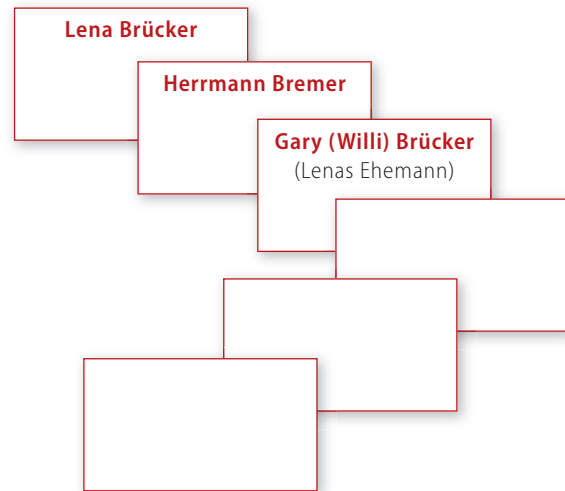 Lena Brücker
Herrmann Bremer
Gary (Willi) Brücker
(Lenas Ehemann)